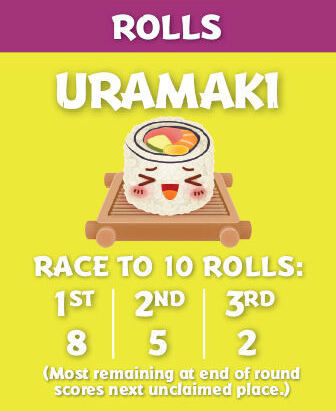 ROLLS
URAMAKI
RACE TO 10 ROLLS:
1ST 2ND 3RD
8 5 2
(Most remaining at end of round
scores next unclaimed place.)